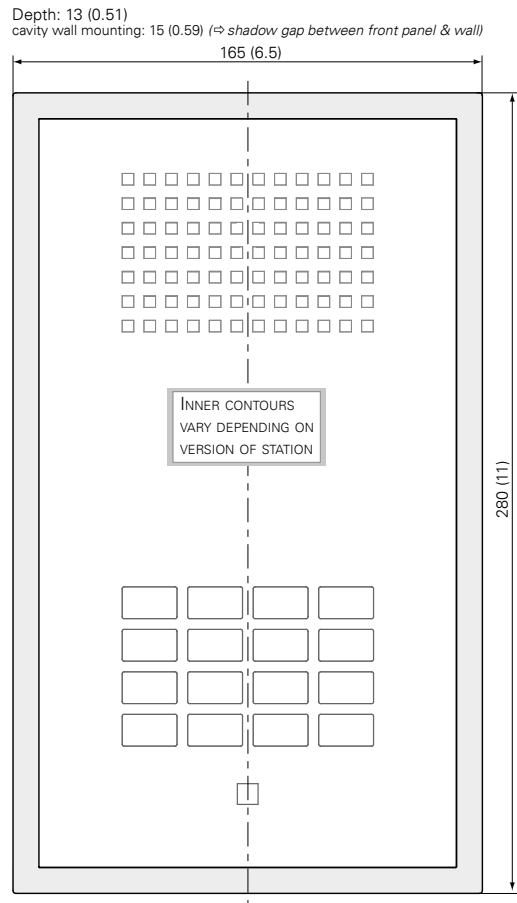 Depth: 13 (0.51)
cavity wall mounting: 15 (0.59) (⇨ shadow gap between front panel & wall)
165 (6.5)
INNER CONTOURS
VARY DEPENDING ON
VERSION OF STATION
280 (11)